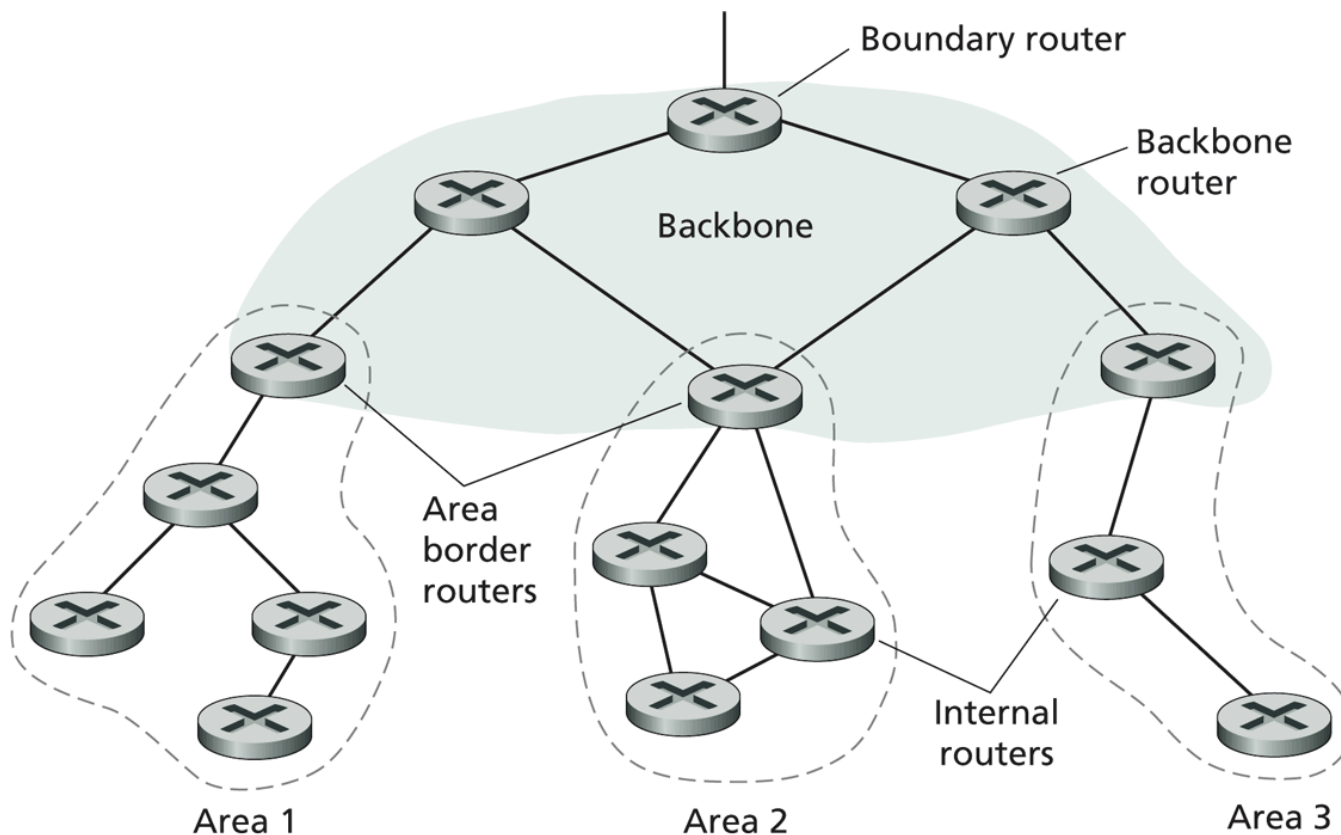 Boundary router
Backbone
router
Backbone
Area
border
routers
Internal
routers
Area 1
Area 2
Area 3